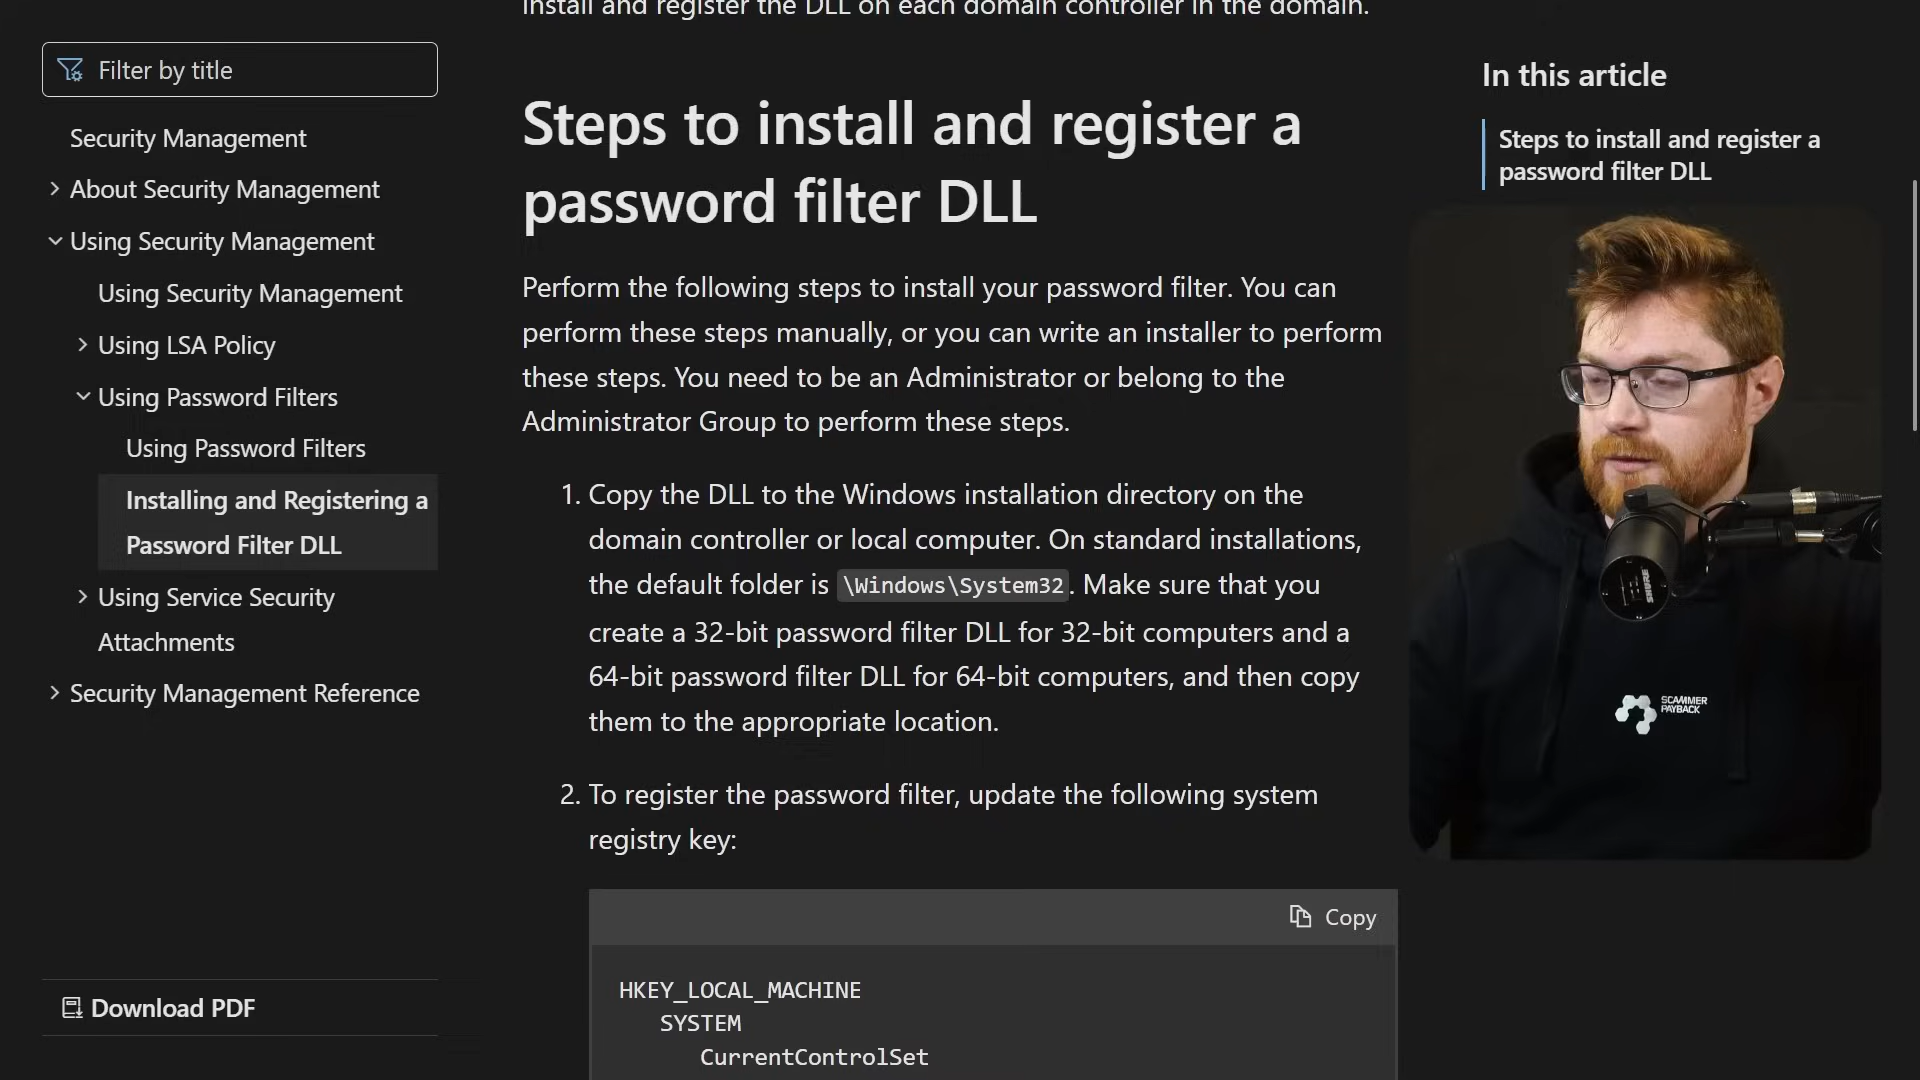 install and register the DLL on each domain controller in the domain.
Filter by title
Security Management
About Security Management
Using Security Management
Using Security Management
Using LSA Policy
Using Password Filters
Using Password Filters
Installing and Registering a
Password Filter DLL
Using Service Security
Attachments
Security Management Reference
Download PDF
Steps to install and register a
password filter DLL
Perform the following steps to install your password filter. You can
perform these steps manually, or you can write an installer to perform
these steps. You need to be an Administrator or belong to the
Administrator Group to perform these steps.
1. Copy the DLL to the Windows installation directory on the
domain controller or local computer. On standard installations,
the default folder is \Windows\System32. Make sure that you
create a 32-bit password filter DLL for 32-bit computers and a
64-bit password filter DLL for 64-bit computers, and then copy
them to the appropriate location.
2. To register the password filter, update the following system
registry key:
Copy
HKEY_LOCAL_MACHINE
SYSTEM
CurrentControlSet
In this article
Steps to install and register a
password filter DLL
SHURE
SCAMMER
PAYBACK